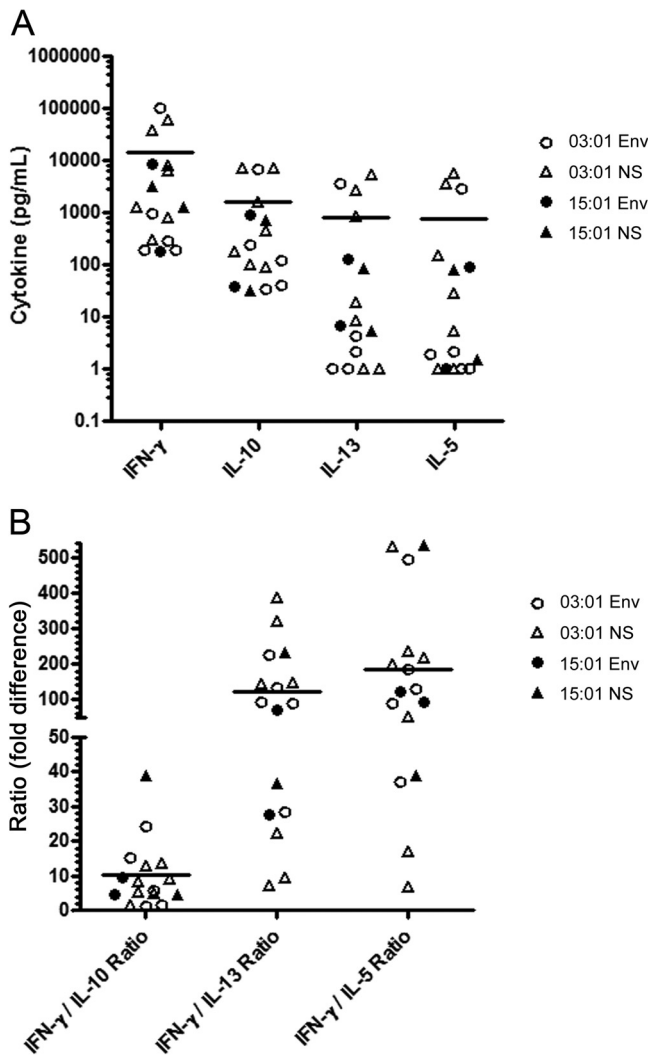 A
1000000
100000
10000
1000
100
10
1
0.1
Cytokine (pg/mL)
IFN-γ
IL-10
IL-13
IL-5
03:01 Env
03:01 NS
15:01 Env
15:01 NS
B
500
400
300
200
100
50
40
30
20
10
0
Ratio (fold difference)
IFN-γ / IL-10 Ratio
IFN-γ / IL-13 Ratio
IFN-γ / IL-5 Ratio
03:01 Env
03:01 NS
15:01 Env
15:01 NS